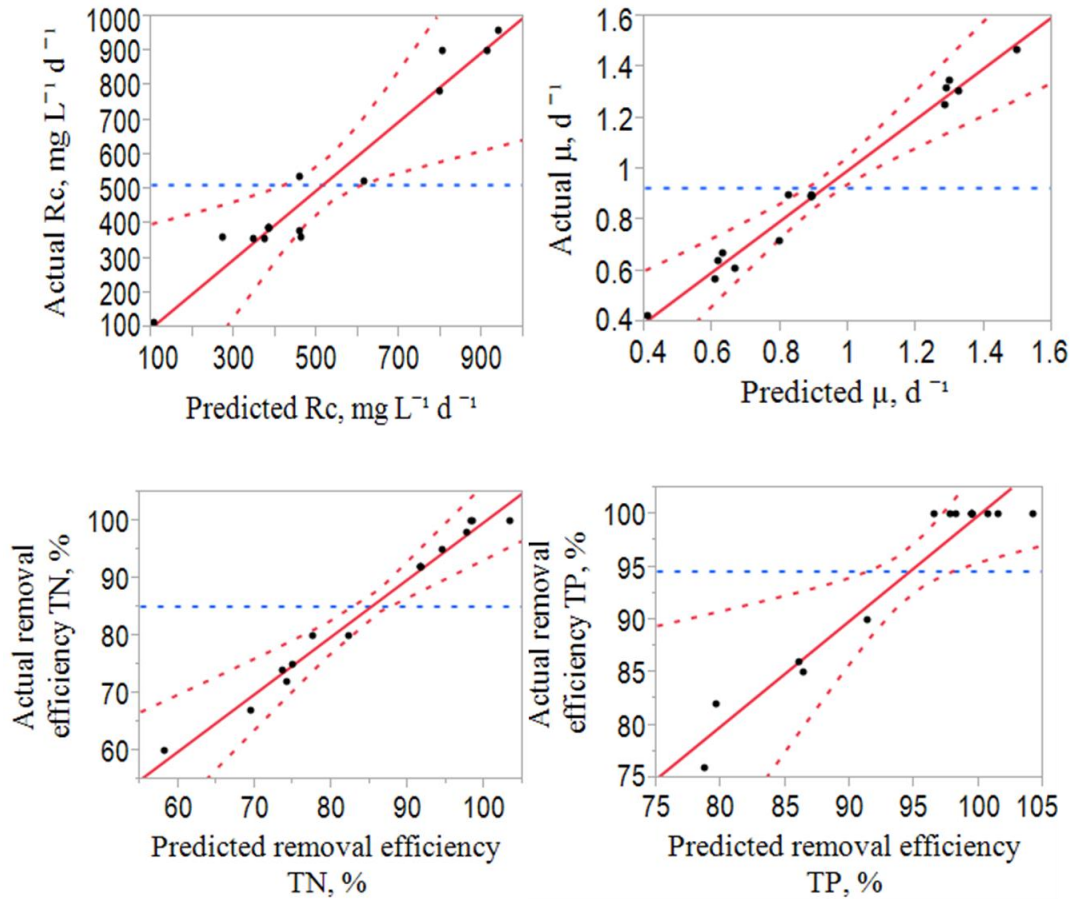 1000
900
800
700
600
500
400
300
200
100
Actual Rc, mg L⁻¹ d⁻¹
100 300 500 700 900
Predicted Rc, mg L⁻¹ d⁻¹
1.6
1.4
1.2
1
0.8
0.6
0.4
Actual µ, d⁻¹
0.4 0.6 0.8 1 1.2 1.4 1.6
Predicted µ, d⁻¹
100
90
80
70
60
Actual removal
efficiency TN, %
60 70 80 90 100
Predicted removal efficiency
TN, %
100
95
90
85
80
75
Actual removal
efficiency TP, %
75 80 85 90 95 100 105
Predicted removal efficiency
TP, %